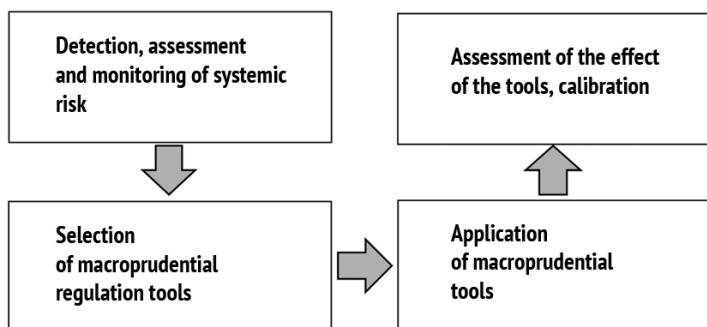 Detection, assessment
and monitoring of systemic
risk
Selection
of macroprudential
regulation tools
Application
of macroprudential
tools
Assessment of the effect
of the tools, calibration